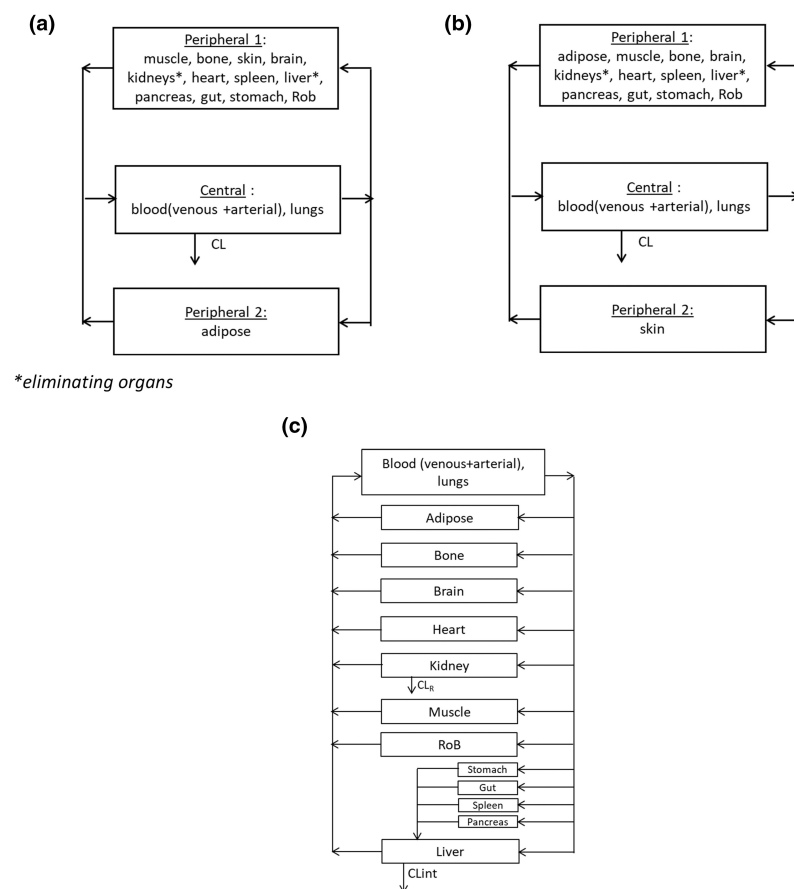 (a)
Peripheral 1:
muscle, bone, skin, brain,
kidneys*, heart, spleen, liver*,
pancreas, gut, stomach, Rob
Central :
blood(venous +arterial), lungs
CL
Peripheral 2:
adipose
*eliminating organs
(b)
Peripheral 1:
adipose, muscle, bone, brain,
kidneys*, heart, spleen, liver*,
pancreas, gut, stomach, Rob
Central :
blood(venous +arterial), lungs
CL
Peripheral 2:
skin
(c)
Blood (venous+arterial),
lungs
Adipose
Bone
Brain
Heart
Kidney
CLR
Muscle
RoB
Stomach
Gut
Spleen
Pancreas
Liver
CLint